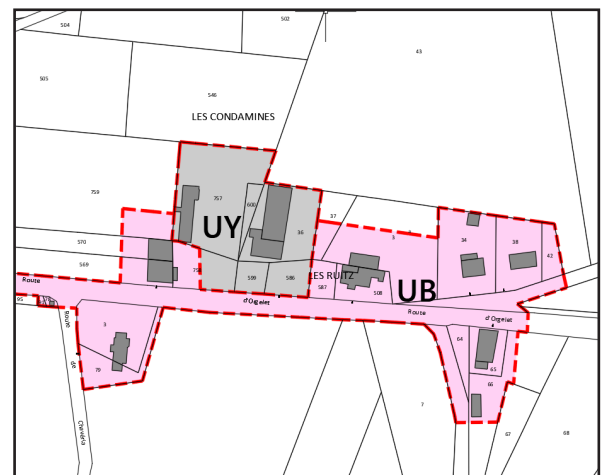 502
504
43
505
546
LES CONDAMINES
759
757
608
36
37
UY
3
34
38
42
570
569
758
599
586
LES RUITZ
587
508
UB
Route
d'Orgelet
Route
d'Orgelet
95
Route
de
Chavéria
3
79
64
65
66
7
67
68